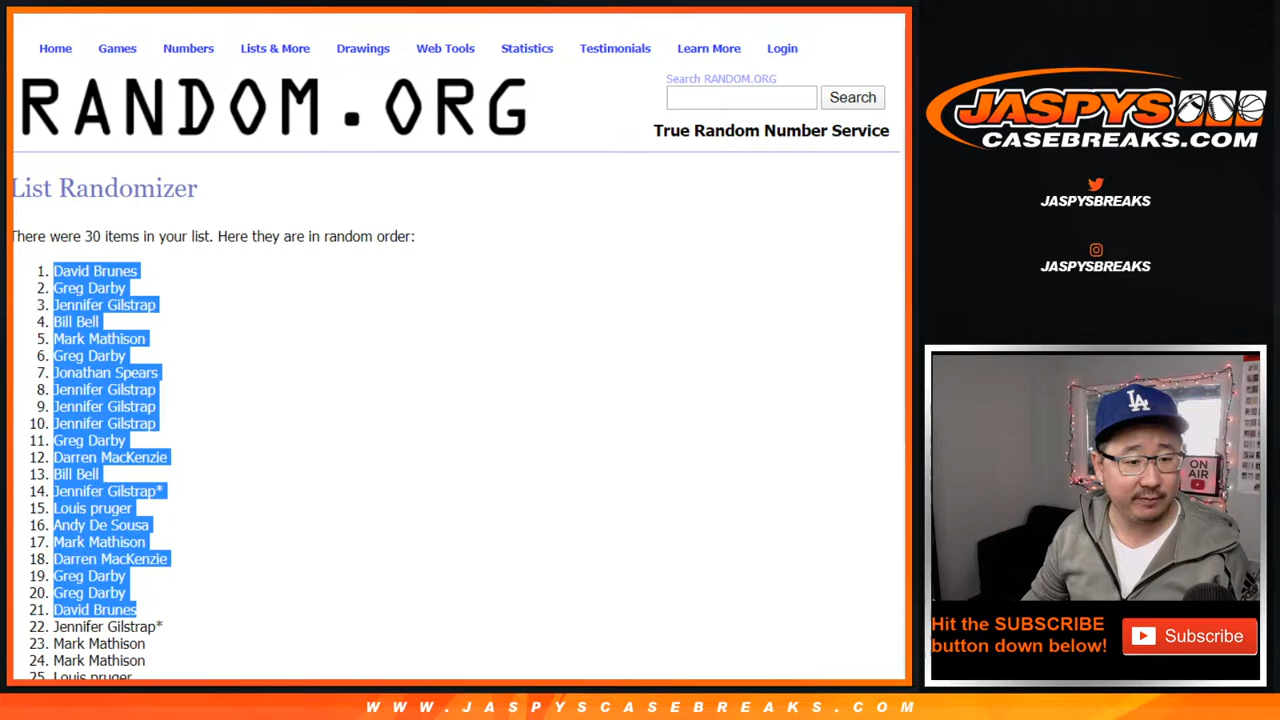 Home Games Numbers Lists & More Drawings Web Tools Statistics Testimonials Learn More Login
RANDOM.ORG
Search RANDOM.ORG
Search
True Random Number Service
List Randomizer
There were 30 items in your list. Here they are in random order:
1. David Brunes
2. Greg Darby
3. Jennifer Gilstrap
4. Bill Bell
5. Mark Mathison
6. Greg Darby
7. Jonathan Spears
8. Jennifer Gilstrap
9. Jennifer Gilstrap
10. Jennifer Gilstrap
11. Greg Darby
12. Darren MacKenzie
13. Bill Bell
14. Jennifer Gilstrap*
15. Louis pruger
16. Andy De Sousa
17. Mark Mathison
18. Darren MacKenzie
19. Greg Darby
20. Greg Darby
21. David Brunes
22. Jennifer Gilstrap*
23. Mark Mathison
24. Mark Mathison
25. Louis pruger
JASPYS
CASEBREAKS.COM
JASPYSBREAKS
JASPYSBREAKS
LA
ON
AIR
Hit the SUBSCRIBE
button down below!
Subscribe
WWW.JASPYSCASEBREAKS.COM